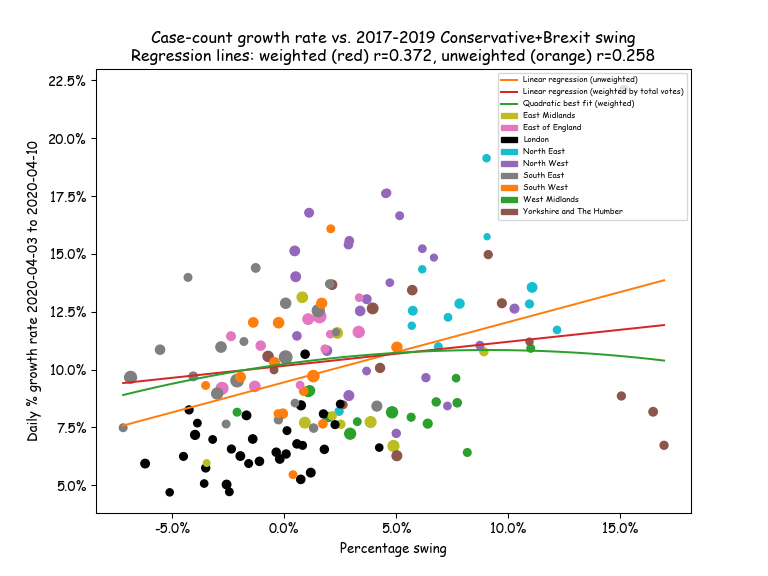 Case-count growth rate vs. 2017-2019 Conservative+Brexit swing
Regression lines: weighted (red) r=0.372, unweighted (orange) r=0.258
Daily % growth rate 2020-04-03 to 2020-04-10
22.5%
20.0%
17.5%
15.0%
12.5%
10.0%
7.5%
5.0%
Linear regression (unweighted)
Linear regression (weighted by total votes)
Quadratic best fit (weighted)
East Midlands
East of England
London
North East
North West
South East
South West
West Midlands
Yorkshire and The Humber
-5.0%
0.0%
5.0%
10.0%
15.0%
Percentage swing